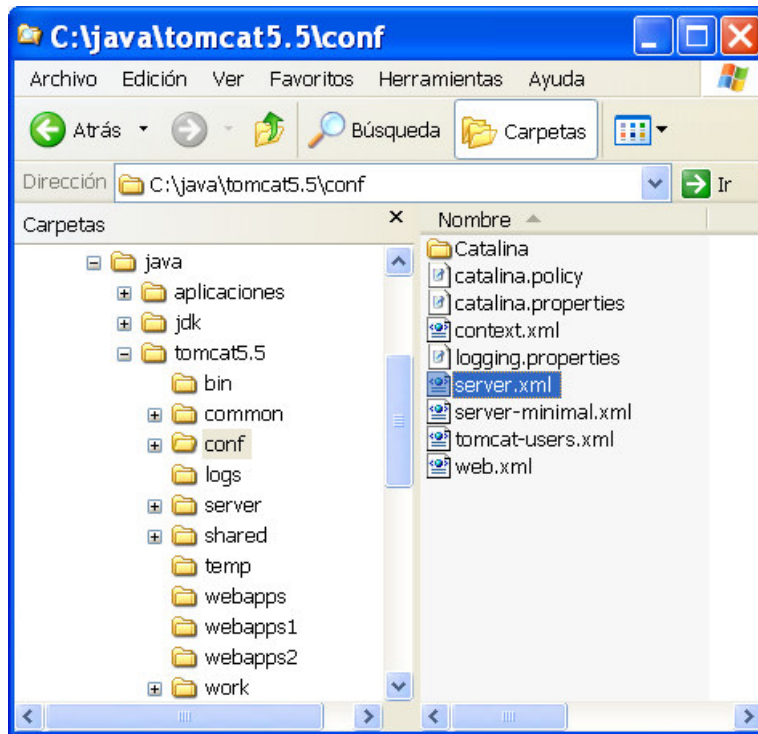 C:\java\tomcat5.5\conf
Archivo Edición Ver Favoritos Herramientas Ayuda
Atrás Búsqueda Carpetas
Dirección C:\java\tomcat5.5\conf Ir
Carpetas
java
aplicaciones
jdk
tomcat5.5
bin
common
conf
logs
server
shared
temp
webapps
webapps1
webapps2
work
Nombre
Catalina
catalina.policy
catalina.properties
context.xml
logging.properties
server.xml
server-minimal.xml
tomcat-users.xml
web.xml